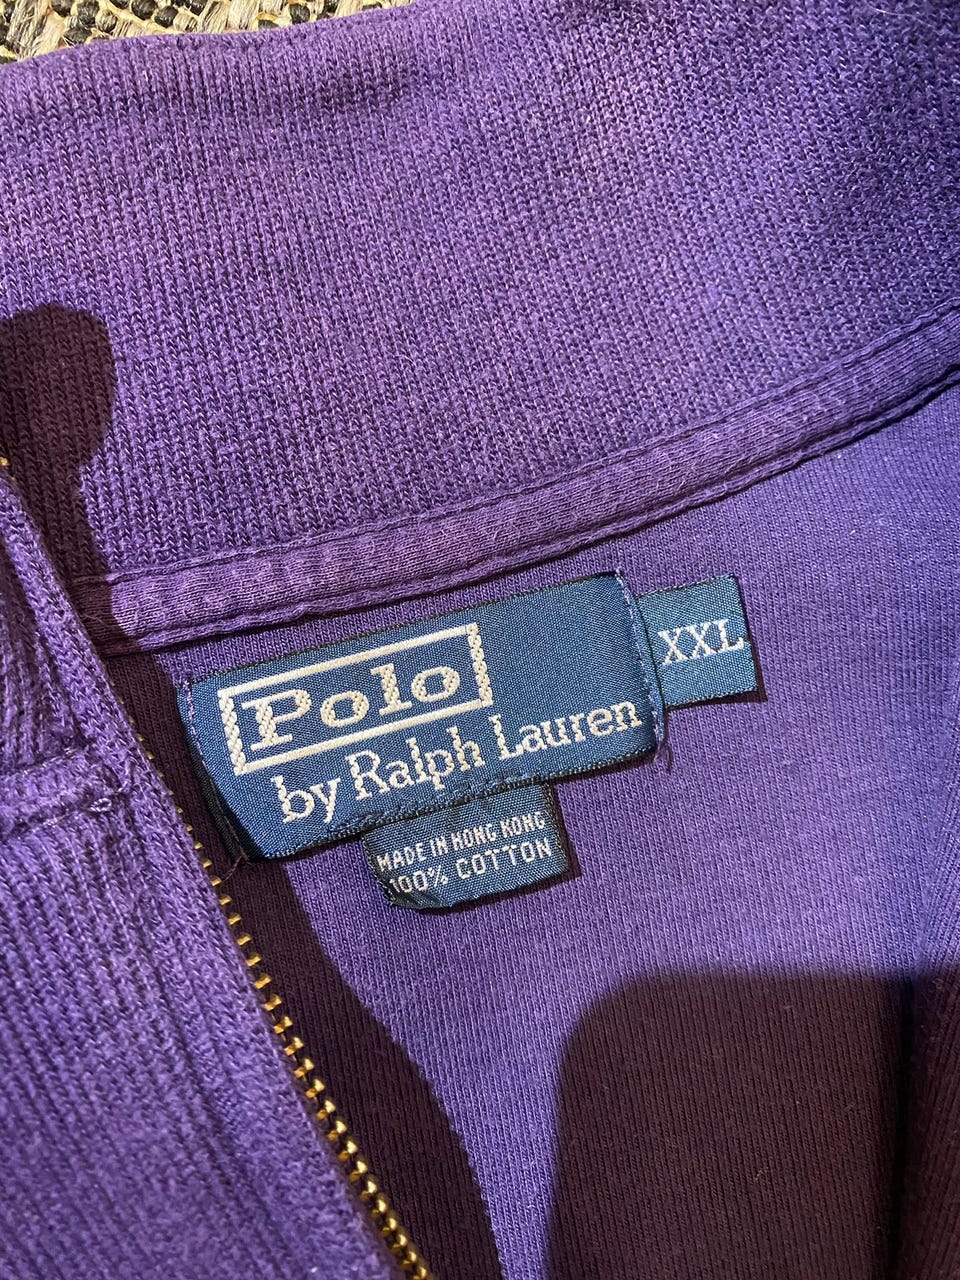 Polo
by Ralph Lauren
XXL
MADE IN HONG KONG
100% COTTON